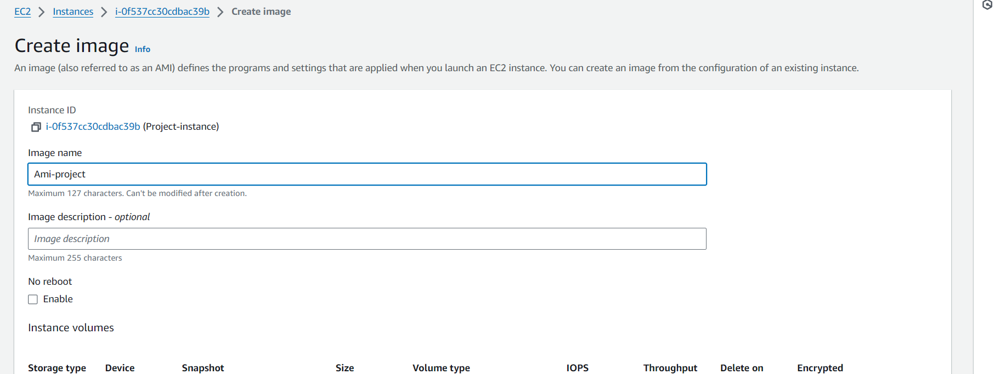 EC2 Instances i-0f537cc30cdbac39b Create image
Create image Info
An image (also referred to as an AMI) defines the programs and settings that are applied when you launch an EC2 instance. You can create an image from the configuration of an existing instance.
Instance ID
i-0f537cc30cdbac39b (Project-instance)
Image name
Ami-project
Maximum 127 characters. Can't be modified after creation.
Image description - optional
Image description
Maximum 255 characters
No reboot
Enable
Instance volumes
Storage type Device Snapshot Size Volume type IOPS Throughput Delete on Encrypted